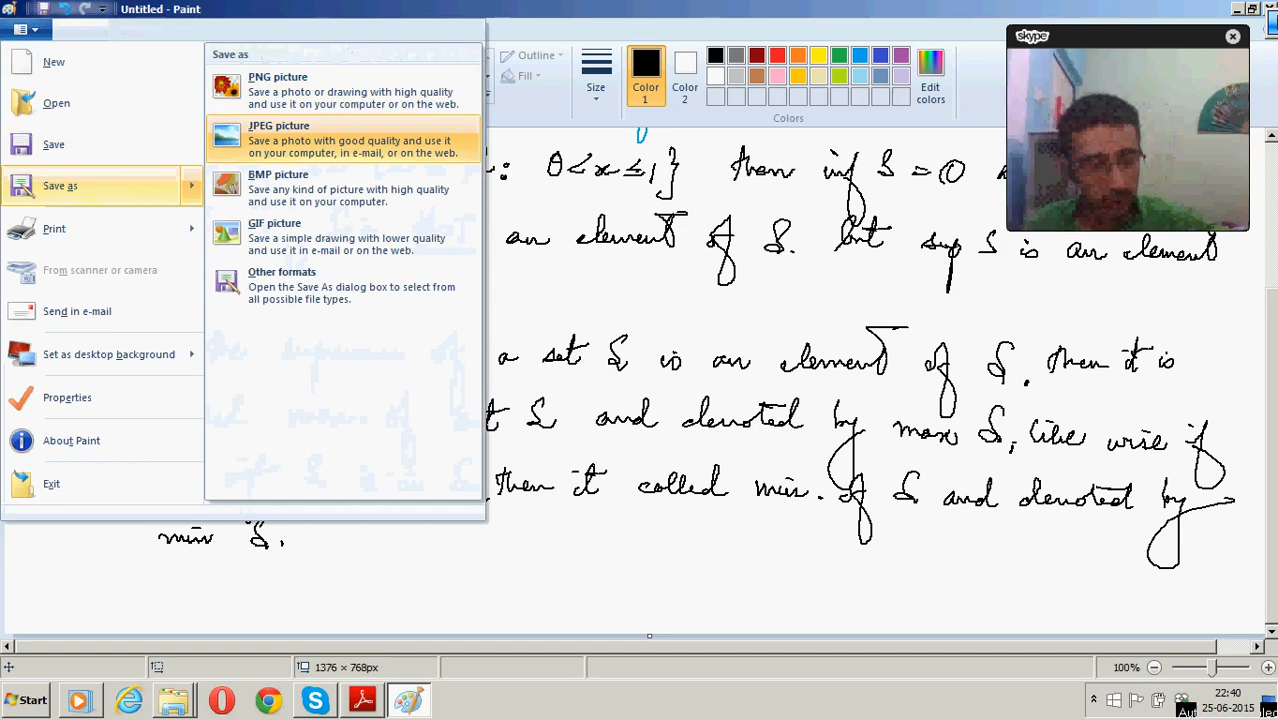 Untitled - Paint
skype
New
Open
Save
Save as
Print
From scanner or camera
Send in e-mail
Set as desktop background
Properties
About Paint
Exit
Save as
PNG picture
Save a photo or drawing with high quality
and use it on your computer or on the web.
JPEG picture
Save a photo with good quality and use it
on your computer, in e-mail, or on the web.
BMP picture
Save any kind of picture with high quality
and use it on your computer.
GIF picture
Save a simple drawing with lower quality
and use it in e-mail or on the web.
Other formats
Open the Save As dialog box to select from
all possible file types.
Outline
Fill
Size
Color
1
Color
2
Edit
colors
Colors
: 0<x≤1} then inf S = 0
an element of S. but sup S is an element
a set S is an element of S. then it is
S and denoted by max S, like wise if
then it called min. of S and denoted by
min S.
1376 × 768px
100%
Start
22:40
25-06-2015